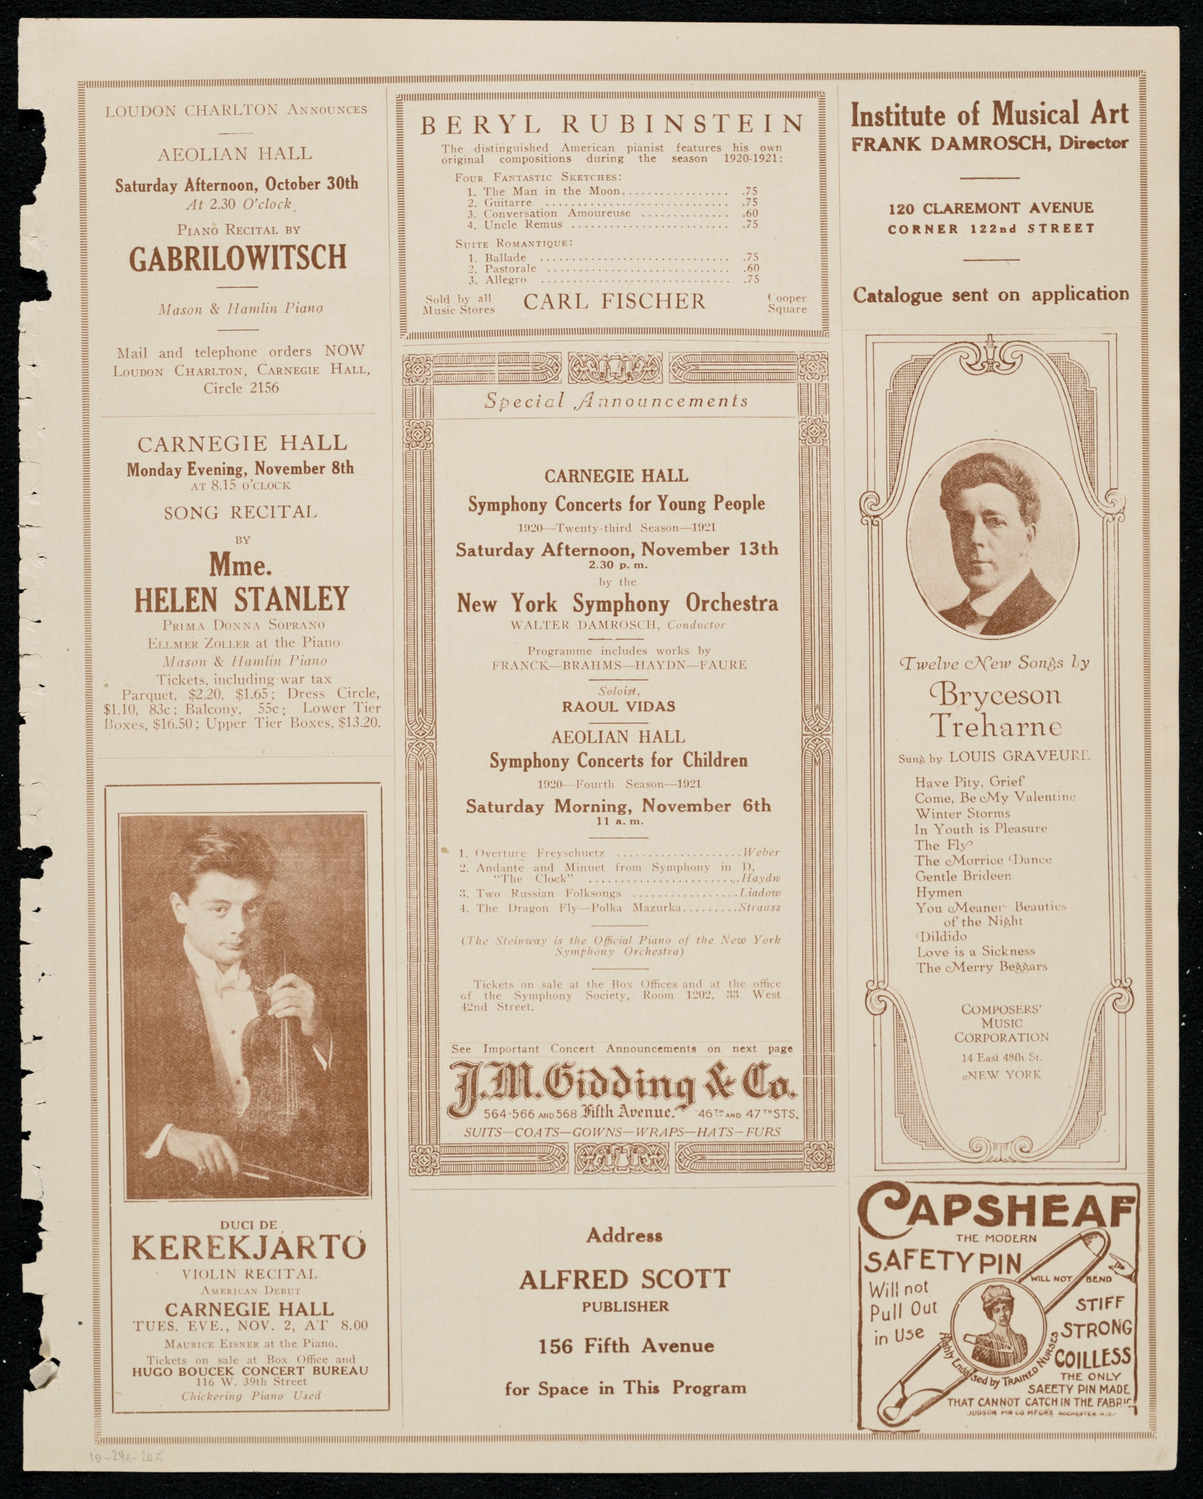 LOUDON CHARLTON ANNOUNCES
AEOLIAN HALL
Saturday Afternoon, October 30th
At 2.30 O'clock
PIANO RECITAL BY
GABRILOWITSCH
Mason & Hamlin Piano
Mail and telephone orders NOW
LOUDON CHARLTON, CARNEGIE HALL,
Circle 2156
CARNEGIE HALL
Monday Evening, November 8th
AT 8.15 O'CLOCK
SONG RECITAL
BY
Mme.
HELEN STANLEY
PRIMA DONNA SOPRANO
ELLMER ZOLLER at the Piano
Mason & Hamlin Piano
Tickets, including war tax
Parquet, $2.20, $1.65; Dress Circle,
$1.10, 83c; Balcony, 55c; Lower Tier
Boxes, $16.50; Upper Tier Boxes, $13.20.
DUCI DE
KEREKJÁRTÓ
VIOLIN RECITAL
AMERICAN DEBUT
CARNEGIE HALL
TUES. EVE., NOV. 2, AT 8.00
MAURICE EISNER at the Piano.
Tickets on sale at Box Office and
HUGO BOUCEK CONCERT BUREAU
116 W. 39th Street
Chickering Piano Used
BERYL RUBINSTEIN
The distinguished American pianist features his own
original compositions during the season 1920-1921:
FOUR FANTASTIC SKETCHES:
1. The Man in the Moon................. .75
2. Guitarre ............................ .75
3. Conversation Amoureuse ............. .60
4. Uncle Remus ........................ .75
SUITE ROMANTIQUE:
1. Ballade ............................. .75
2. Pastorale ........................... .60
3. Allegro ............................. .75
Sold by all
Music Stores
CARL FISCHER
Cooper
Square
Special Announcements
CARNEGIE HALL
Symphony Concerts for Young People
1920—Twenty-third Season—1921
Saturday Afternoon, November 13th
2.30 p. m.
by the
New York Symphony Orchestra
WALTER DAMROSCH, Conductor
Programme includes works by
FRANCK—BRAHMS—HAYDN—FAURE
Soloist,
RAOUL VIDAS
AEOLIAN HALL
Symphony Concerts for Children
1920—Fourth Season—1921
Saturday Morning, November 6th
11 a. m.
1. Overture Freyschuetz ....................Weber
2. Andante and Minuet from Symphony in D,
"The Clock" ........................Haydn
3. Two Russian Folksongs .................Liadow
4. The Dragon Fly—Polka Mazurka.........Strauss
(The Steinway is the Official Piano of the New York
Symphony Orchestra)
Tickets on sale at the Box Offices and at the office
of the Symphony Society, Room 1202, 33 West
42nd Street.
See Important Concert Announcements on next page
J.M. Gidding & Co.
564-566 AND 568 Fifth Avenue. 46TH AND 47TH STS.
SUITS—COATS—GOWNS—WRAPS—HATS—FURS
Address
ALFRED SCOTT
PUBLISHER
156 Fifth Avenue
for Space in This Program
Institute of Musical Art
FRANK DAMROSCH, Director
120 CLAREMONT AVENUE
CORNER 122nd STREET
Catalogue sent on application
Twelve New Songs by
Bryceson
Treharne
Sung by LOUIS GRAVEURE
Have Pity, Grief
Come, Be My Valentine
Winter Storms
In Youth is Pleasure
The Fly
The Morrice Dance
Gentle Brideen
Hymen
You Meaner Beauties
of the Night
Dildido
Love is a Sickness
The Merry Beggars
COMPOSERS'
MUSIC
CORPORATION
14 East 48th St.
NEW YORK
CAPSHEAF
THE MODERN
SAFETY PIN
WILL NOT BEND
Will not
Pull Out
in Use
STIFF
STRONG
COILLESS
Highly Endorsed by TRAINED NURSES
THE ONLY
SAFETY PIN MADE
THAT CANNOT CATCH IN THE FABRIC
JUDSON PIN CO. MFGRS. ROCHESTER, N.Y.